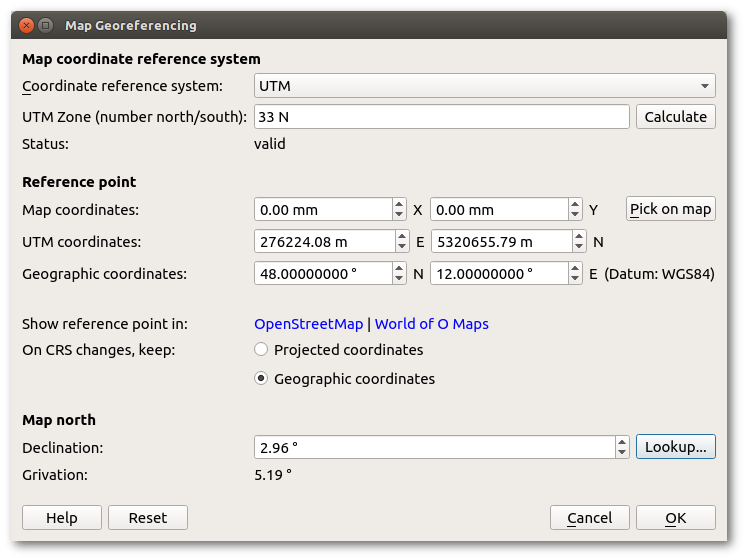 Map Georeferencing
Map coordinate reference system
Coordinate reference system: UTM
UTM Zone (number north/south): 33 N Calculate
Status: valid
Reference point
Map coordinates: 0.00 mm X 0.00 mm Y Pick on map
UTM coordinates: 276224.08 m E 5320655.79 m N
Geographic coordinates: 48.00000000 ° N 12.00000000 ° E (Datum: WGS84)
Show reference point in: OpenStreetMap | World of O Maps
On CRS changes, keep: Projected coordinates
Geographic coordinates
Map north
Declination: 2.96 ° Lookup...
Grivation: 5.19 °
Help Reset Cancel OK